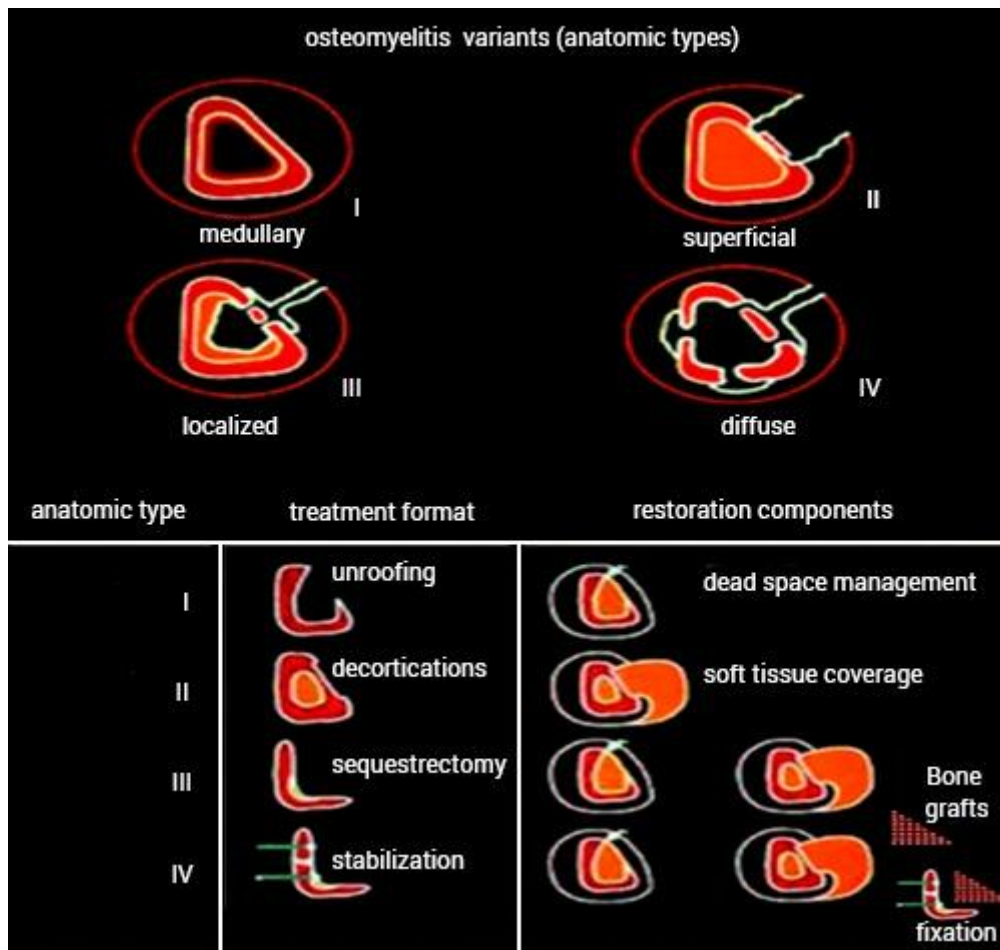 osteomyelitis variants (anatomic types)
I
medullary
II
superficial
III
localized
IV
diffuse
anatomic type
treatment format
restoration components
I
unroofing
dead space management
II
decortications
soft tissue coverage
III
sequestrectomy
Bone
grafts
IV
stabilization
fixation